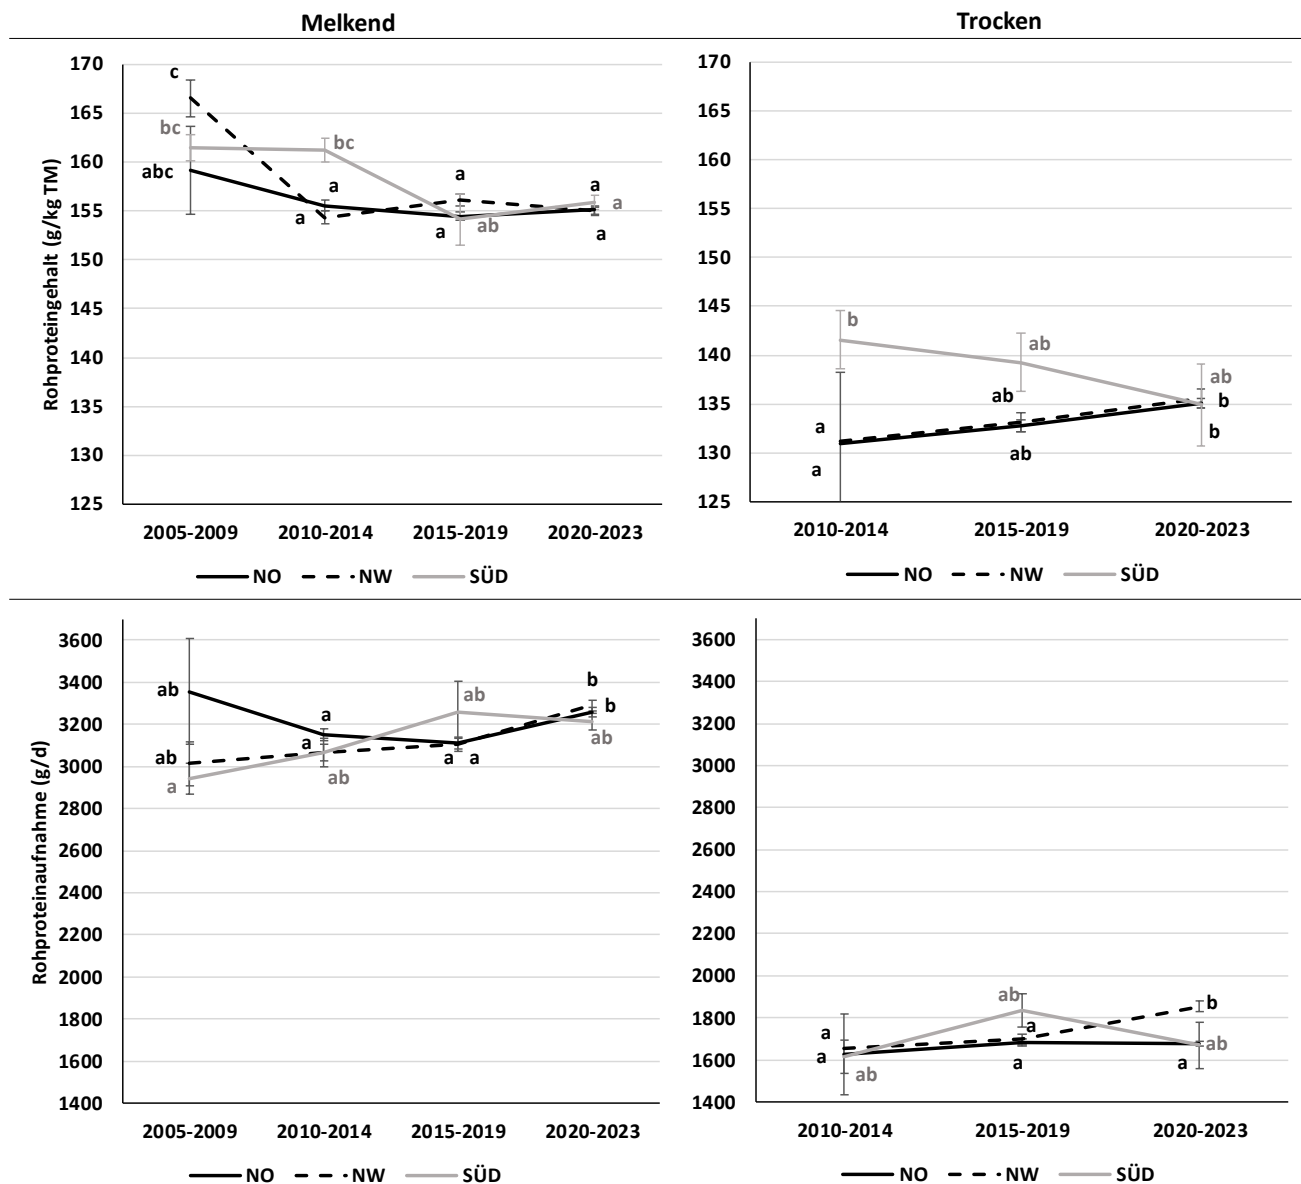 Melkend
Trocken
Rohproteingehalt (g/kg TM)
170
165
160
155
150
145
140
135
130
125
c
bc
abc
bc
a
a
a
a
ab
a
a
a
2005-2009
2010-2014
2015-2019
2020-2023
NO NW SÜD
170
165
160
155
150
145
140
135
130
125
b
a
a
ab
ab
ab
ab
b
b
2010-2014
2015-2019
2020-2023
NO NW SÜD
Rohproteinaufnahme (g/d)
3600
3400
3200
3000
2800
2600
2400
2200
2000
1800
1600
1400
ab
ab
a
a
a
ab
ab
a
a
b
b
ab
2005-2009
2010-2014
2015-2019
2020-2023
NO NW SÜD
3600
3400
3200
3000
2800
2600
2400
2200
2000
1800
1600
1400
a
a
ab
ab
a
a
b
ab
a
2010-2014
2015-2019
2020-2023
NO NW SÜD